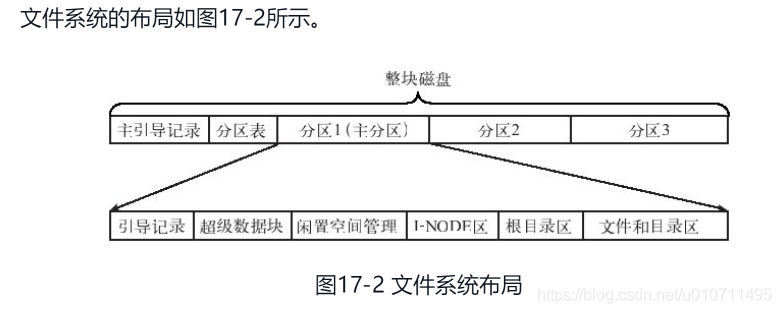 文件系统的布局如图17-2所示。
整块磁盘
主引导记录 分区表 分区1(主分区) 分区2 分区3
引导记录 超级数据块 闲置空间管理 I-NODE区 根目录区 文件和目录区
图17-2 文件系统布局
https://blog.csdn.net/u010711495